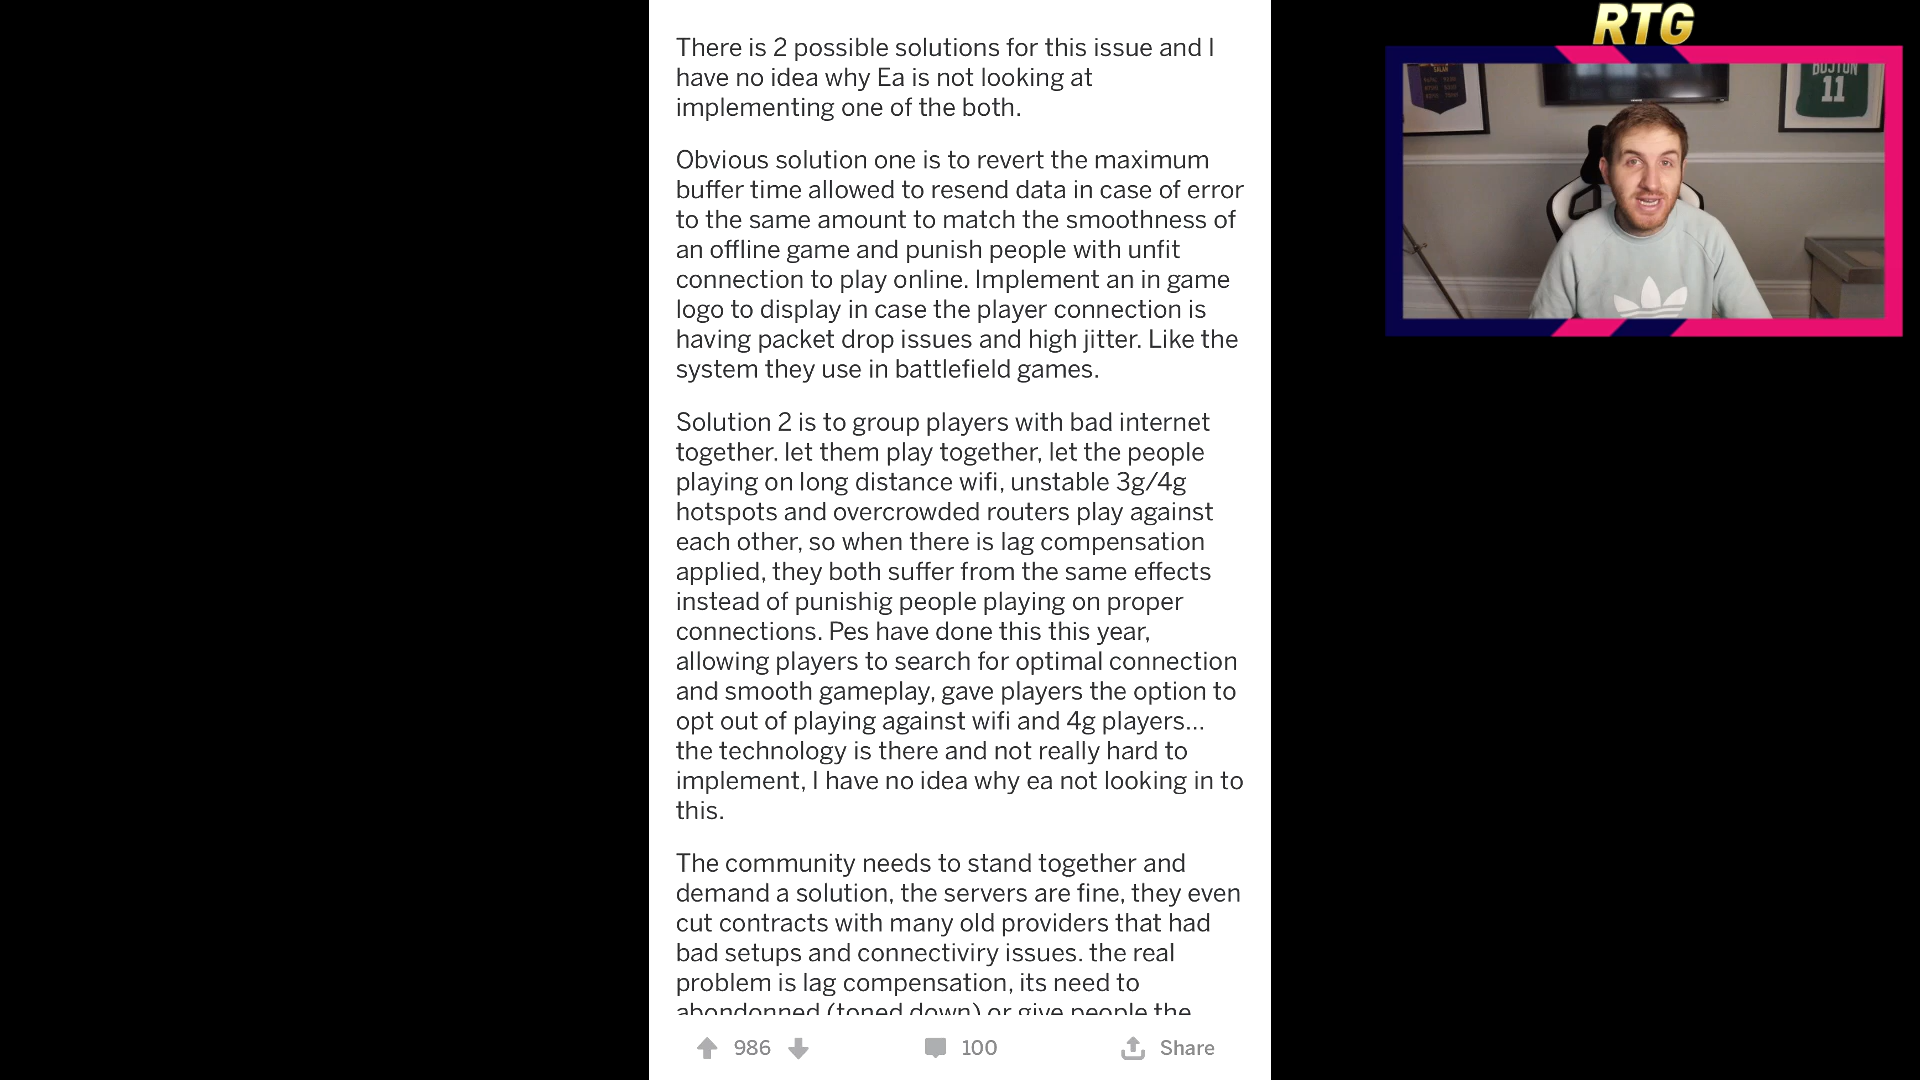 There is 2 possible solutions for this issue and I
have no idea why Ea is not looking at
implementing one of the both.
Obvious solution one is to revert the maximum
buffer time allowed to resend data in case of error
to the same amount to match the smoothness of
an offline game and punish people with unfit
connection to play online. Implement an in game
logo to display in case the player connection is
having packet drop issues and high jitter. Like the
system they use in battlefield games.
Solution 2 is to group players with bad internet
together. let them play together, let the people
playing on long distance wifi, unstable 3g/4g
hotspots and overcrowded routers play against
each other, so when there is lag compensation
applied, they both suffer from the same effects
instead of punishig people playing on proper
connections. Pes have done this this year,
allowing players to search for optimal connection
and smooth gameplay, gave players the option to
opt out of playing against wifi and 4g players...
the technology is there and not really hard to
implement, I have no idea why ea not looking in to
this.
The community needs to stand together and
demand a solution, the servers are fine, they even
cut contracts with many old providers that had
bad setups and connectiviry issues. the real
problem is lag compensation, its need to
abondonned (toned down) or give people the
986
100
Share
RTG
BOSTON
11